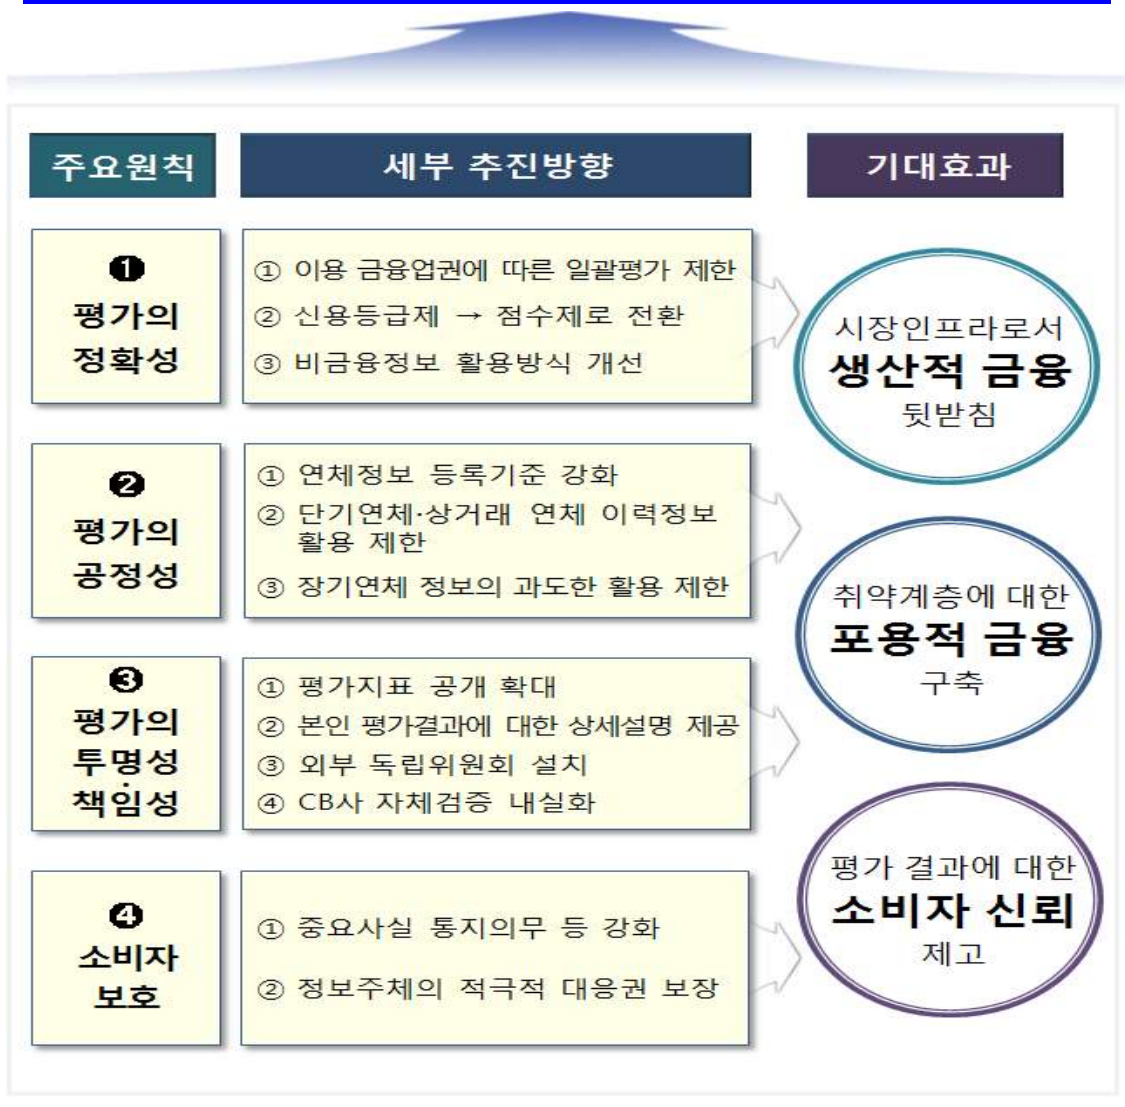 주요원칙
세부 추진방향
기대효과
❶
평가의
정확성
① 이용 금융업권에 따른 일괄평가 제한
② 신용등급제 → 점수제로 전환
③ 비금융정보 활용방식 개선
❷
평가의
공정성
① 연체정보 등록기준 강화
② 단기연체·상거래 연체 이력정보
활용 제한
③ 장기연체 정보의 과도한 활용 제한
❸
평가의
투명성
·
책임성
① 평가지표 공개 확대
② 본인 평가결과에 대한 상세설명 제공
③ 외부 독립위원회 설치
④ CB사 자체검증 내실화
❹
소비자
보호
① 중요사실 통지의무 등 강화
② 정보주체의 적극적 대응권 보장
시장인프라로서
생산적 금융
뒷받침
취약계층에 대한
포용적 금융
구축
평가 결과에 대한
소비자 신뢰
제고